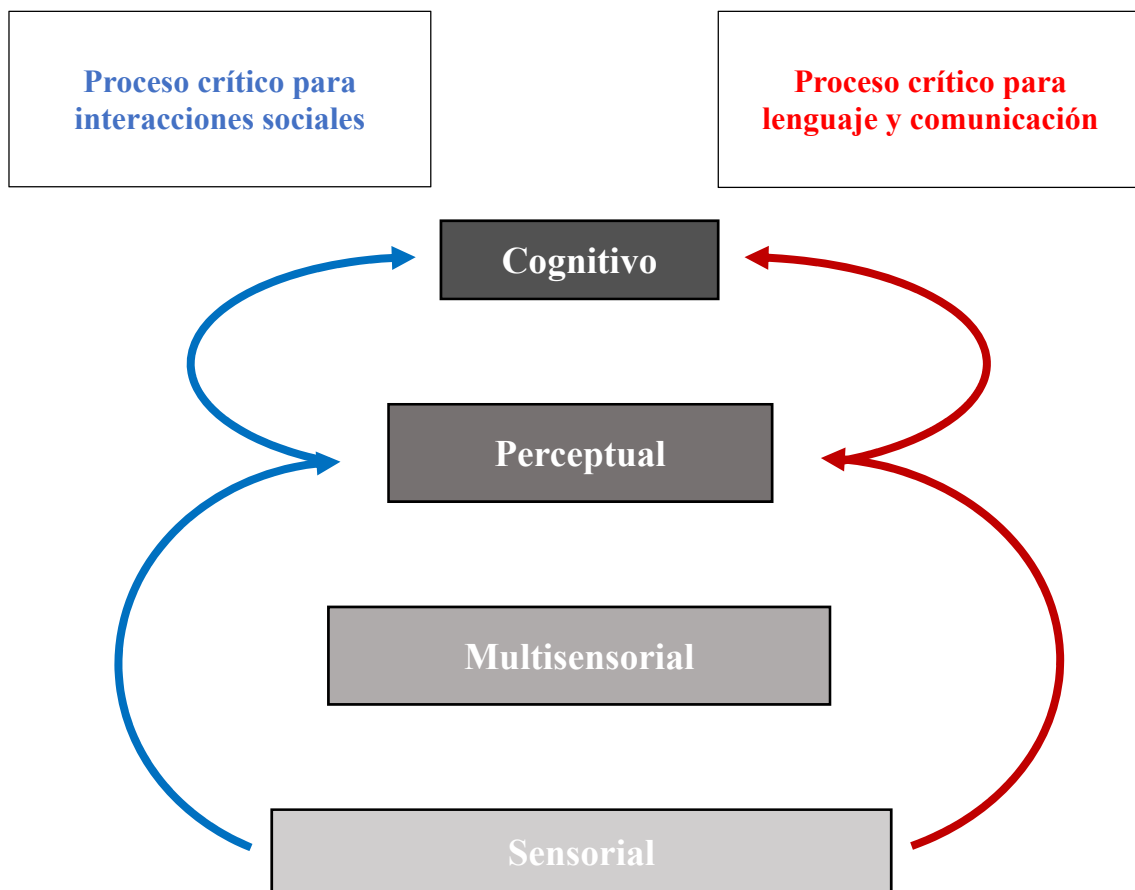 Proceso crítico para
interacciones sociales
Proceso crítico para
lenguaje y comunicación
Cognitivo
Perceptual
Multisensorial
Sensorial